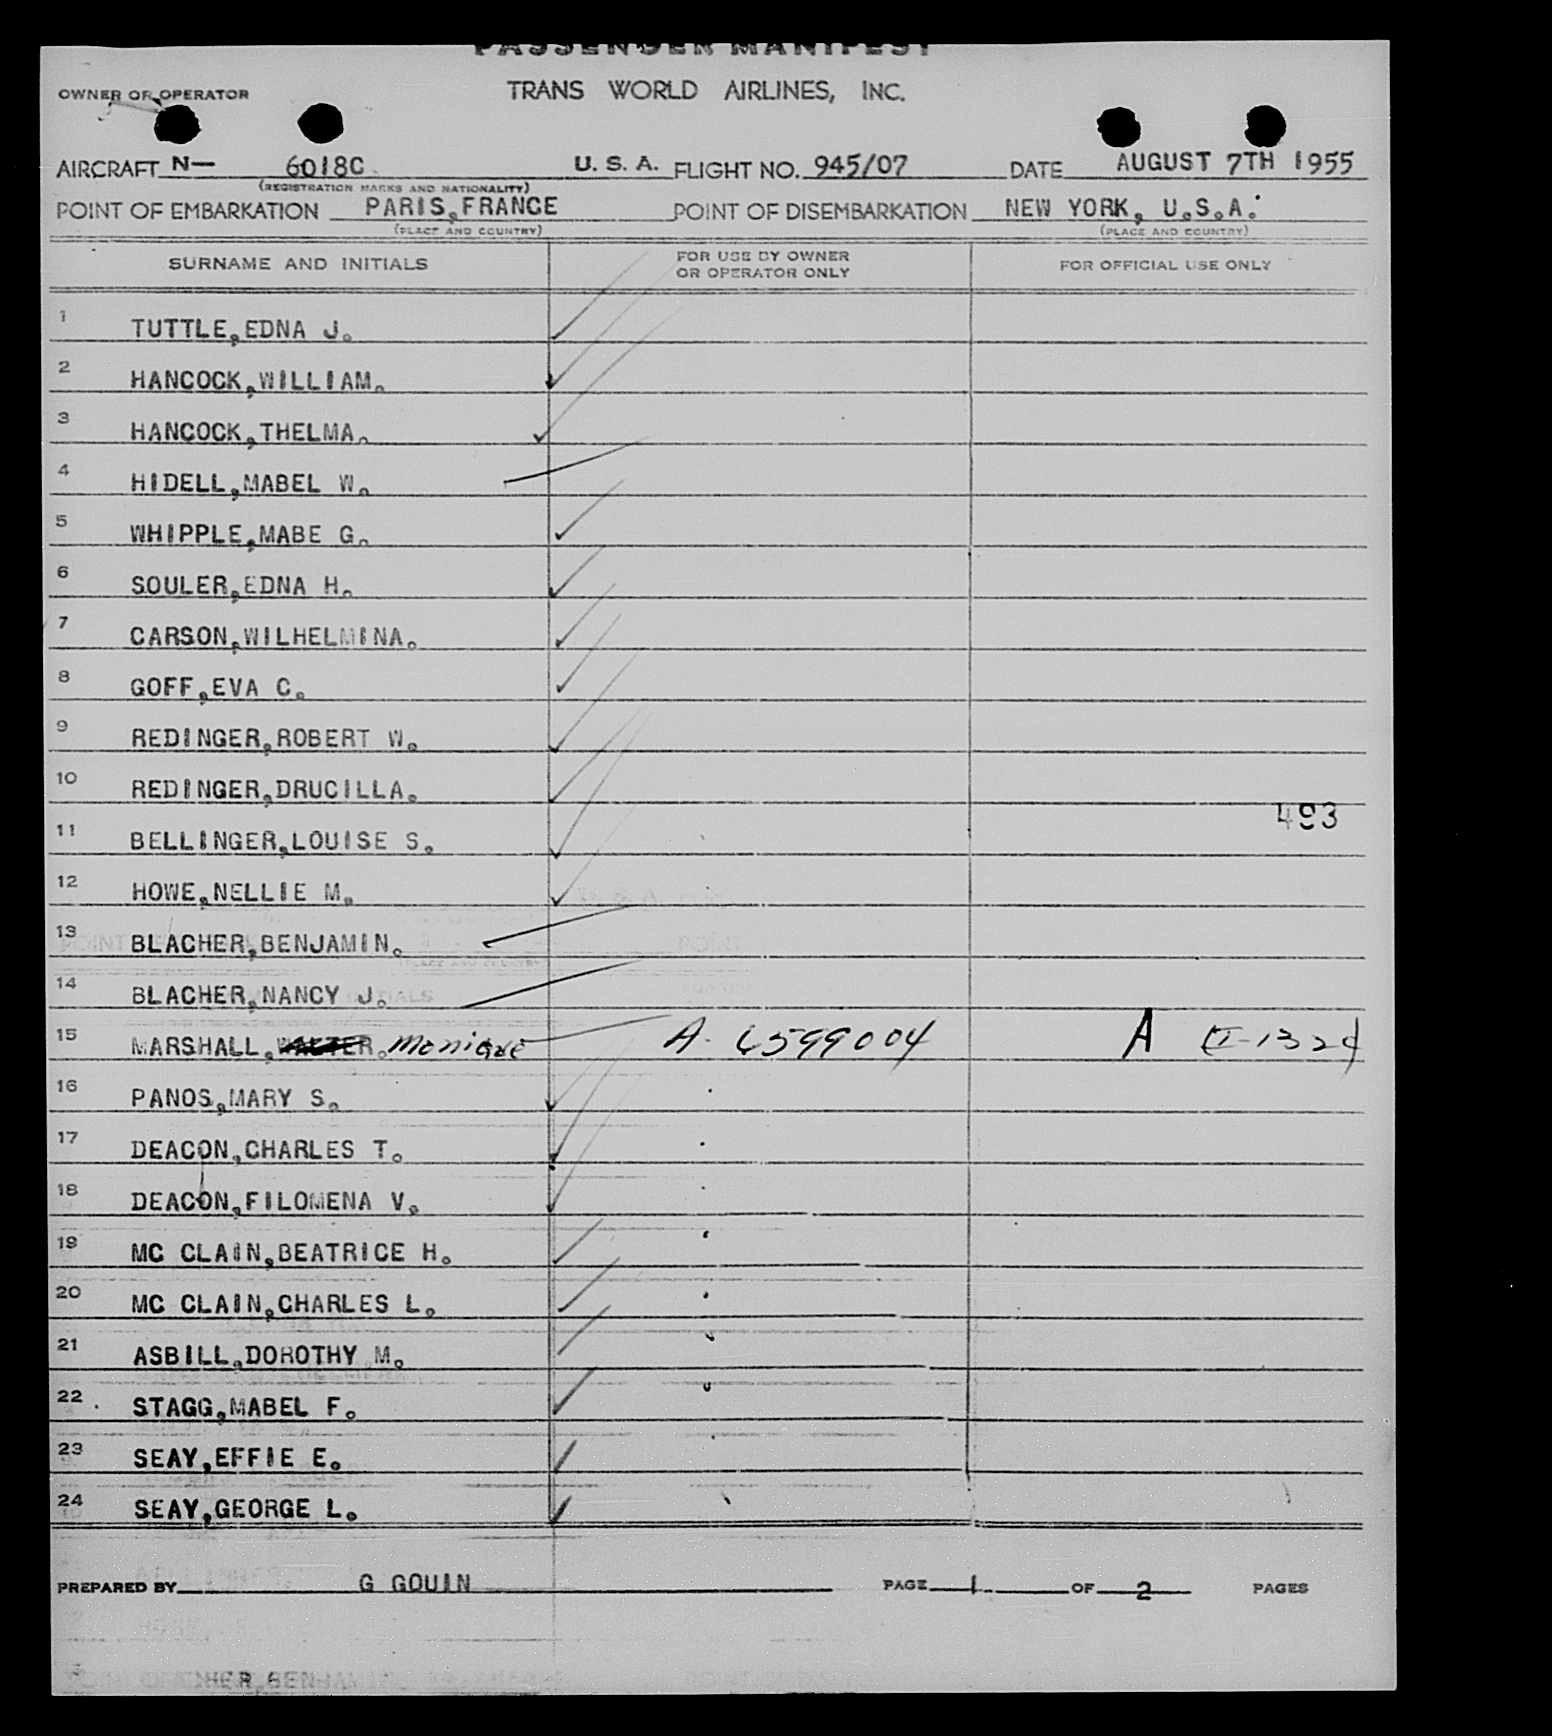 PASSENGER MANIFEST
OWNER OR OPERATOR TRANS WORLD AIRLINES, INC.
AIRCRAFT N— 6018C U. S. A. FLIGHT NO. 945/07 DATE AUGUST 7TH 1955
(REGISTRATION MARKS AND NATIONALITY)
POINT OF EMBARKATION PARIS,FRANCE POINT OF DISEMBARKATION NEW YORK, U.S.A.
(PLACE AND COUNTRY) (PLACE AND COUNTRY)
SURNAME AND INITIALS FOR USE BY OWNER OR OPERATOR ONLY FOR OFFICIAL USE ONLY
1 TUTTLE,EDNA J.
2 HANCOCK,WILLIAM.
3 HANCOCK,THELMA.
4 HIDELL,MABEL W.
5 WHIPPLE,MABE G.
6 SOULER,EDNA H.
7 CARSON,WILHELMINA.
8 GOFF,EVA C.
9 REDINGER,ROBERT W.
10 REDINGER,DRUCILLA.
493
11 BELLINGER,LOUISE S.
12 HOWE,NELLIE M.
13 BLACHER,BENJAMIN.
14 BLACHER,NANCY J.
15 MARSHALL,WALTER. Monique A- 6599004 A (I-132d)
16 PANOS,MARY S.
17 DEACON,CHARLES T.
18 DEACON,FILOMENA V.
19 MC CLAIN,BEATRICE H.
20 MC CLAIN,CHARLES L.
21 ASBILL,DOROTHY M.
22 STAGG,MABEL F.
23 SEAY,EFFIE E.
24 SEAY,GEORGE L.
PREPARED BY G GOUIN PAGE 1 OF 2 PAGES